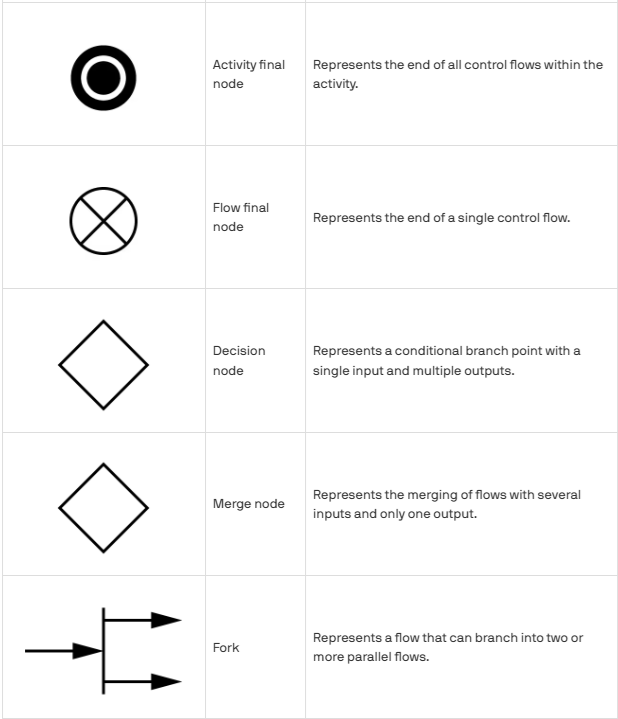 Activity final
node
Represents the end of all control flows within the
activity.
Flow final
node
Represents the end of a single control flow.
Decision
node
Represents a conditional branch point with a
single input and multiple outputs.
Merge node
Represents the merging of flows with several
inputs and only one output.
Fork
Represents a flow that can branch into two or
more parallel flows.